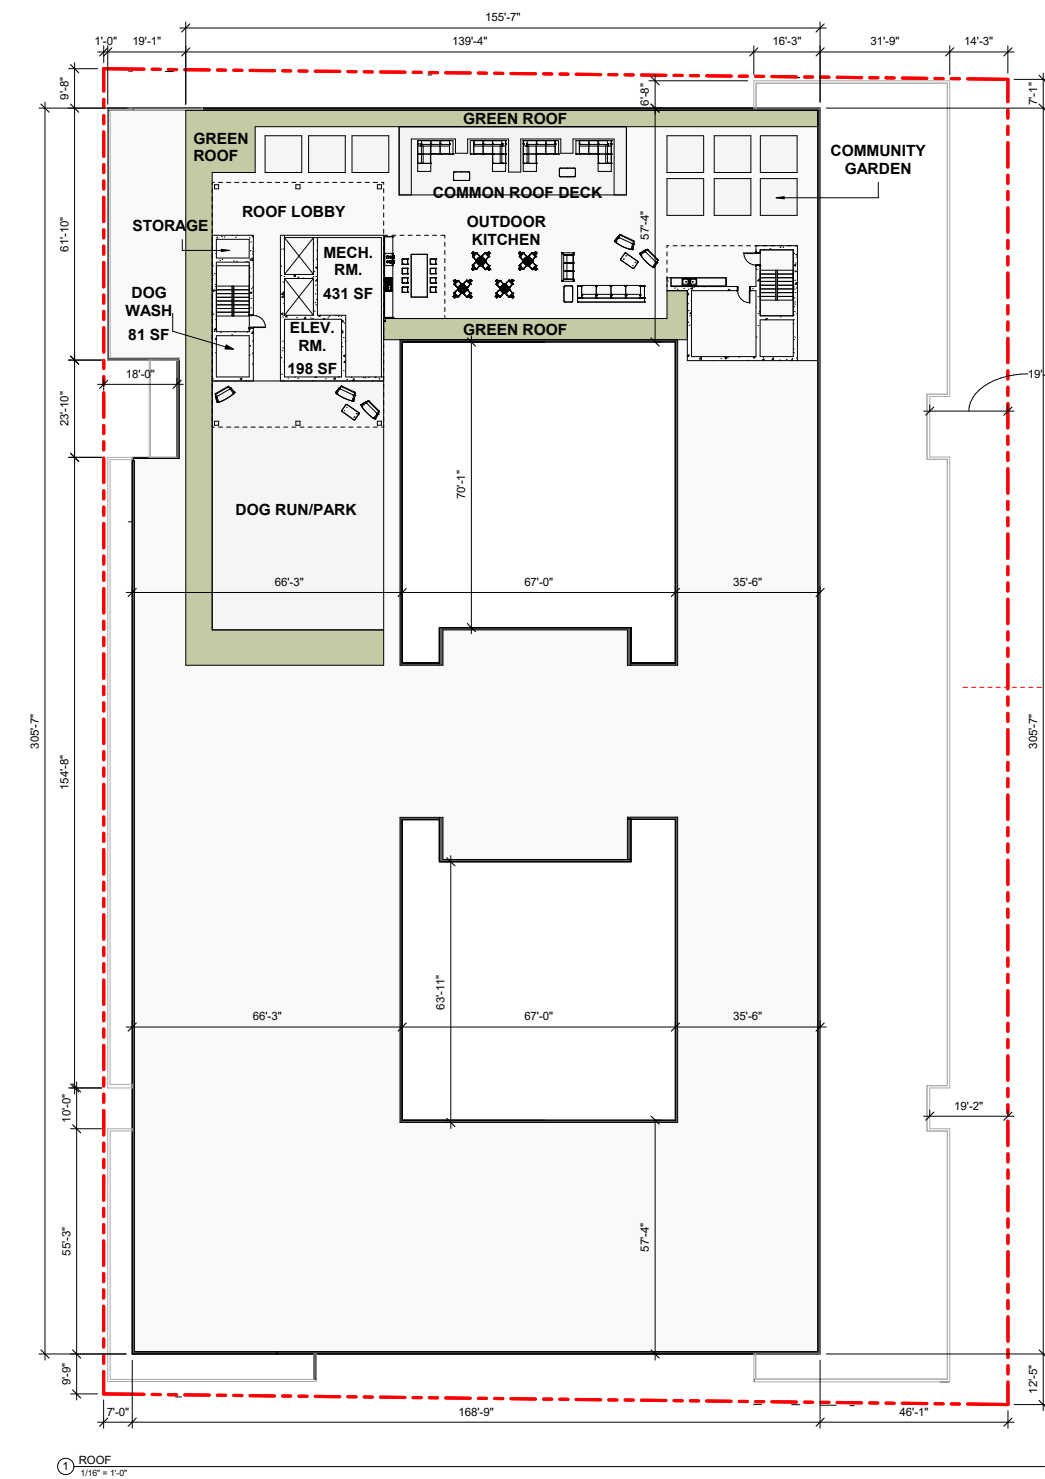 155'-7"
1'-0"
19'-1"
139'-4"
16'-3"
31'-9"
14'-3"
9'-8"
6'-8"
7'-1"
GREEN ROOF
GREEN
ROOF
COMMUNITY
GARDEN
COMMON ROOF DECK
ROOF LOBBY
STORAGE
OUTDOOR
KITCHEN
57'-4"
61'-10"
MECH.
RM.
431 SF
DOG
WASH
81 SF
ELEV.
RM.
198 SF
GREEN ROOF
18'-0"
19'-
23'-10"
70'-1"
DOG RUN/PARK
66'-3"
67'-0"
35'-6"
305'-7"
305'-7"
154'-8"
63'-11"
66'-3"
67'-0"
35'-6"
10'-0"
19'-2"
55'-3"
57'-4"
9'-9"
12'-5"
7'-0"
168'-9"
46'-1"
1
ROOF
1/16" = 1'-0"